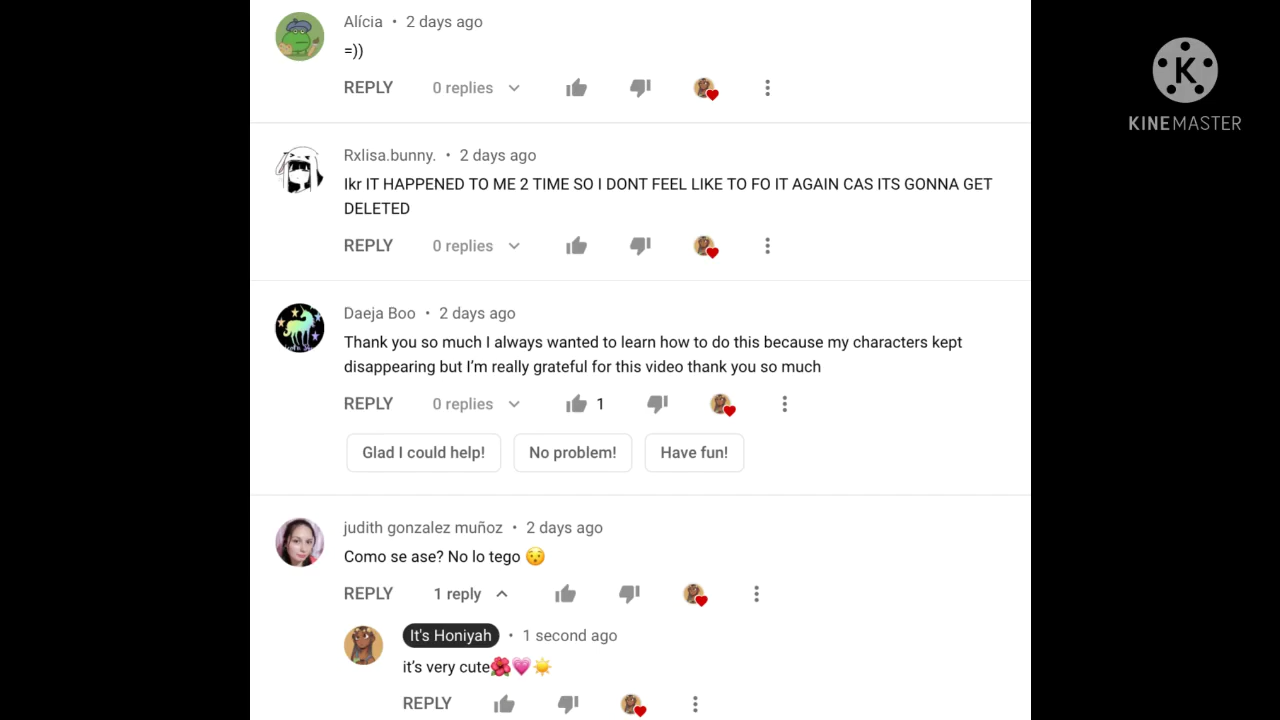 Alícia • 2 days ago
=))
REPLY 0 replies
KINEMASTER
Rxlisa.bunny. • 2 days ago
Ikr IT HAPPENED TO ME 2 TIME SO I DONT FEEL LIKE TO FO IT AGAIN CAS ITS GONNA GET
DELETED
REPLY 0 replies
Daeja Boo • 2 days ago
Thank you so much I always wanted to learn how to do this because my characters kept
disappearing but I’m really grateful for this video thank you so much
REPLY 0 replies 1
Glad I could help! No problem! Have fun!
judith gonzalez muñoz • 2 days ago
Como se ase? No lo tego 😯
REPLY 1 reply
It's Honiyah • 1 second ago
it’s very cute🌺💗☀️
REPLY